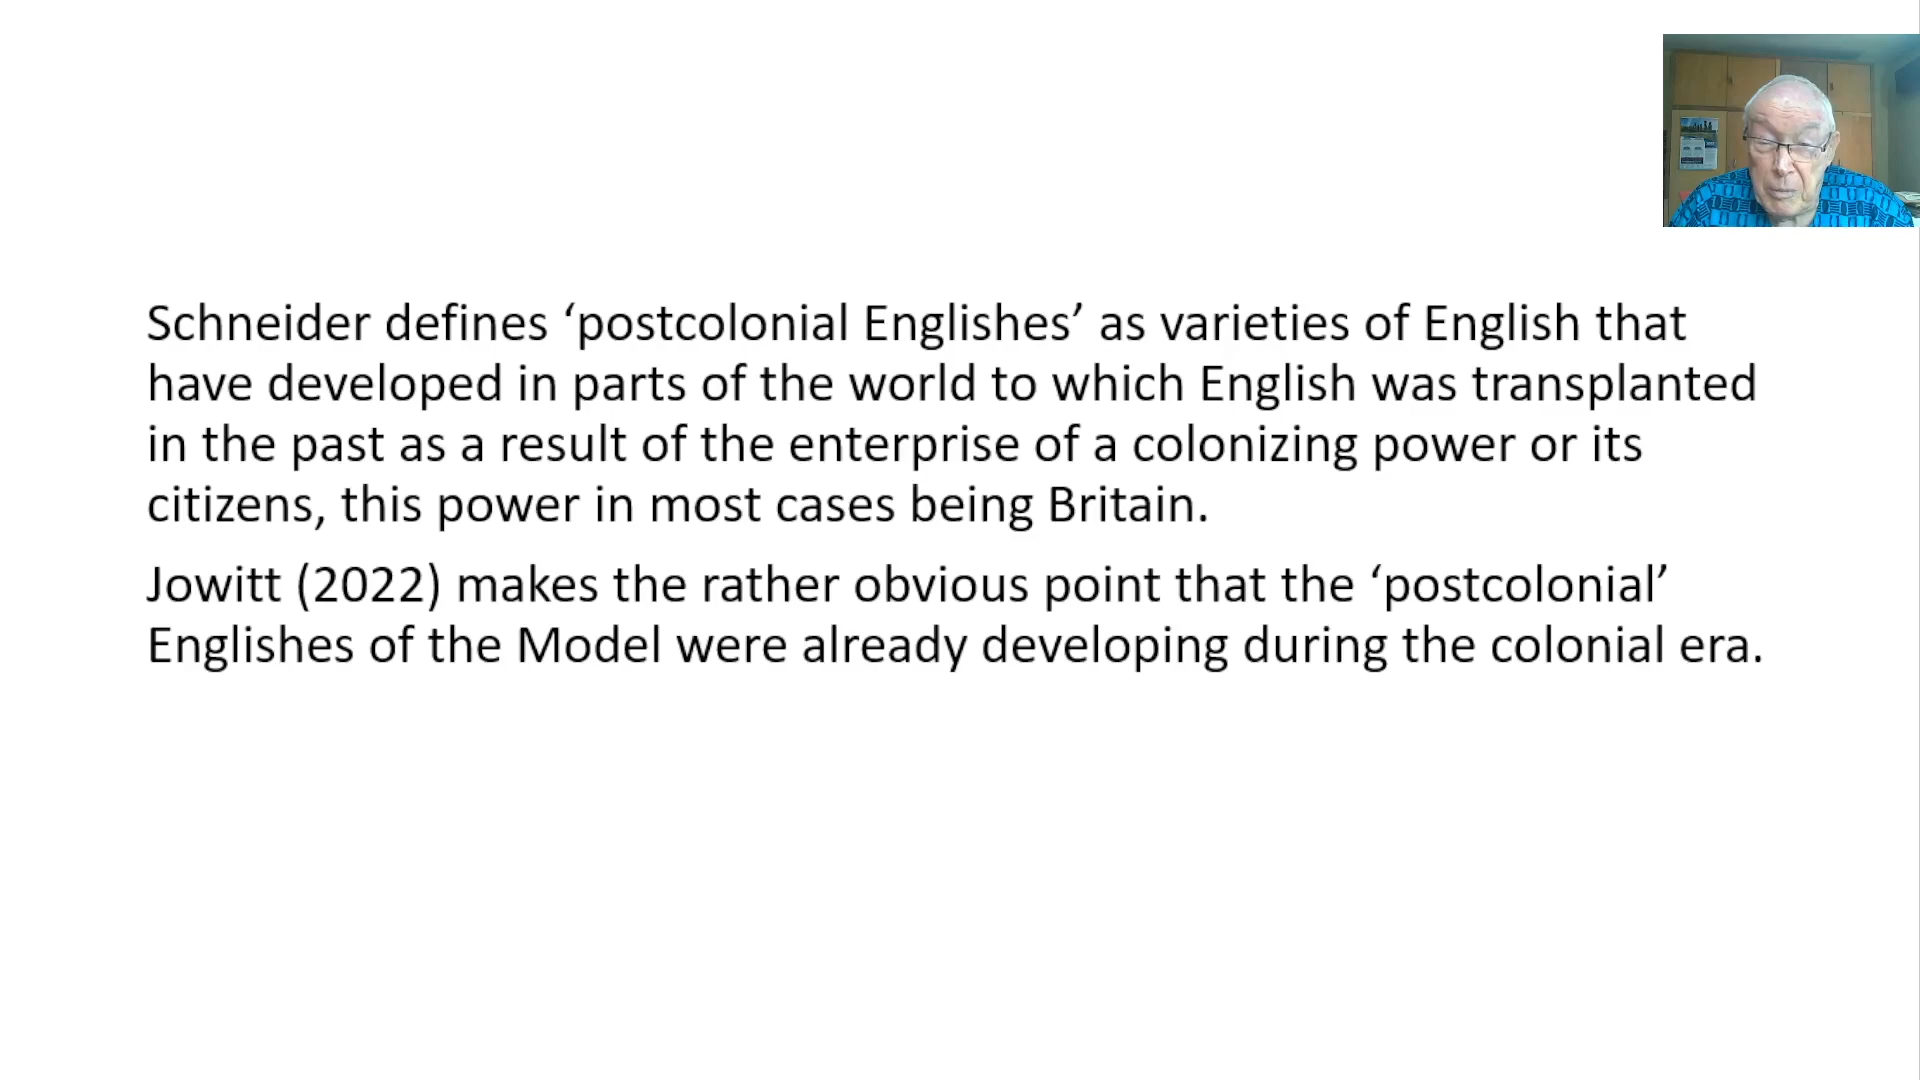 Schneider defines ‘postcolonial Englishes’ as varieties of English that
have developed in parts of the world to which English was transplanted
in the past as a result of the enterprise of a colonizing power or its
citizens, this power in most cases being Britain.
Jowitt (2022) makes the rather obvious point that the ‘postcolonial’
Englishes of the Model were already developing during the colonial era.